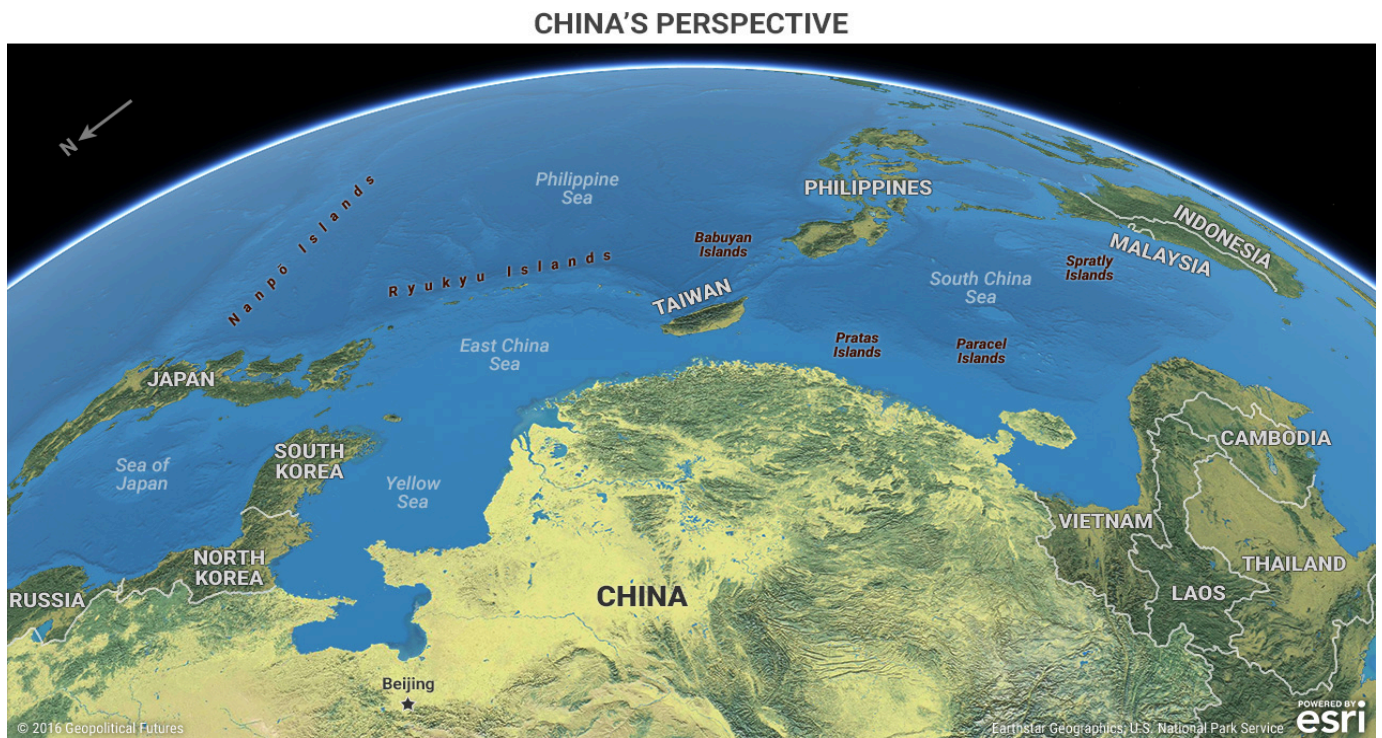 CHINA'S PERSPECTIVE
N
Nanpō Islands
Philippine
Sea
PHILIPPINES
Babuyan
Islands
Ryukyu Islands
TAIWAN
INDONESIA
MALAYSIA
Spratly
Islands
South China
Sea
Pratas
Islands
Paracel
Islands
East China
Sea
JAPAN
Sea of
Japan
SOUTH
KOREA
Yellow
Sea
NORTH
KOREA
RUSSIA
CHINA
CAMBODIA
VIETNAM
THAILAND
LAOS
Beijing
© 2016 Geopolitical Futures
Earthstar Geographics, U.S. National Park Service
POWERED BY
esri